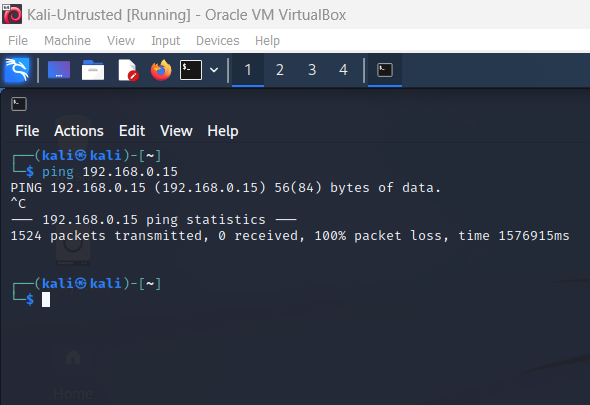 Kali-Untrusted [Running] - Oracle VM VirtualBox
File Machine View Input Devices Help
1 2 3 4
File Actions Edit View Help
┌──(kali㉿kali)-[~]
└─$ ping 192.168.0.15
PING 192.168.0.15 (192.168.0.15) 56(84) bytes of data.
^C
--- 192.168.0.15 ping statistics ---
1524 packets transmitted, 0 received, 100% packet loss, time 1576915ms
┌──(kali㉿kali)-[~]
└─$
Home